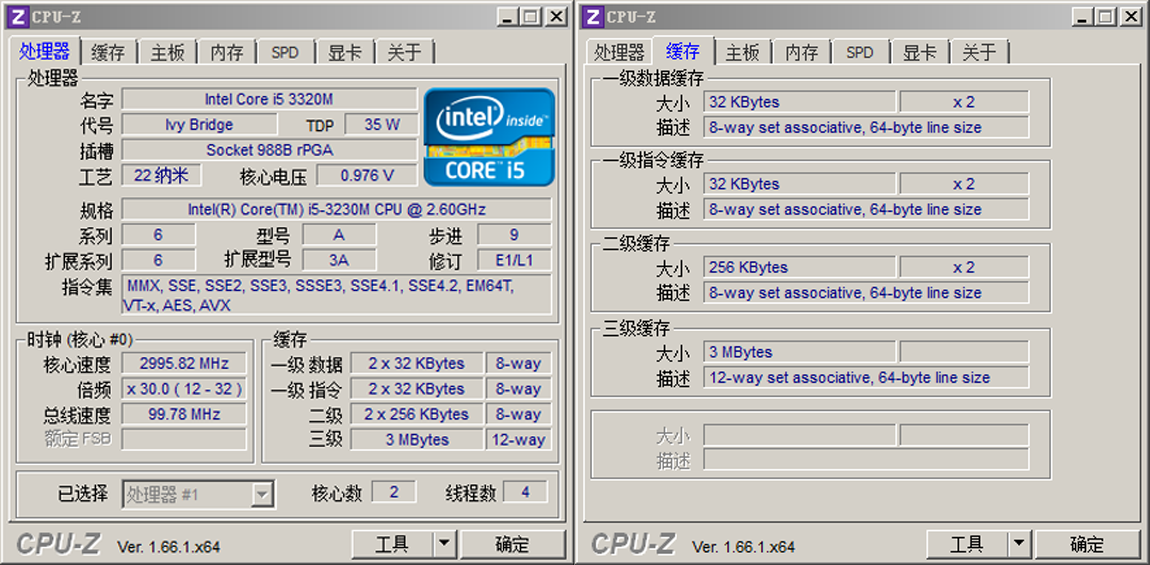 CPU-Z
处理器 缓存 主板 内存 SPD 显卡 关于
处理器
名字 Intel Core i5 3320M
代号 Ivy Bridge TDP 35 W
插槽 Socket 988B rPGA
工艺 22 纳米 核心电压 0.976 V
intel inside™
CORE™ i5
规格 Intel(R) Core(TM) i5-3230M CPU @ 2.60GHz
系列 6 型号 A 步进 9
扩展系列 6 扩展型号 3A 修订 E1/L1
指令集 MMX, SSE, SSE2, SSE3, SSSE3, SSE4.1, SSE4.2, EM64T,
VT-x, AES, AVX
时钟 (核心 #0)
核心速度 2995.82 MHz
倍频 x 30.0 ( 12 - 32 )
总线速度 99.78 MHz
额定 FSB
缓存
一级 数据 2 x 32 KBytes 8-way
一级 指令 2 x 32 KBytes 8-way
二级 2 x 256 KBytes 8-way
三级 3 MBytes 12-way
已选择 处理器 #1 核心数 2 线程数 4
CPU-Z Ver. 1.66.1.x64 工具 确定
CPU-Z
处理器 缓存 主板 内存 SPD 显卡 关于
一级数据缓存
大小 32 KBytes x 2
描述 8-way set associative, 64-byte line size
一级指令缓存
大小 32 KBytes x 2
描述 8-way set associative, 64-byte line size
二级缓存
大小 256 KBytes x 2
描述 8-way set associative, 64-byte line size
三级缓存
大小 3 MBytes
描述 12-way set associative, 64-byte line size
大小
描述
CPU-Z Ver. 1.66.1.x64 工具 确定